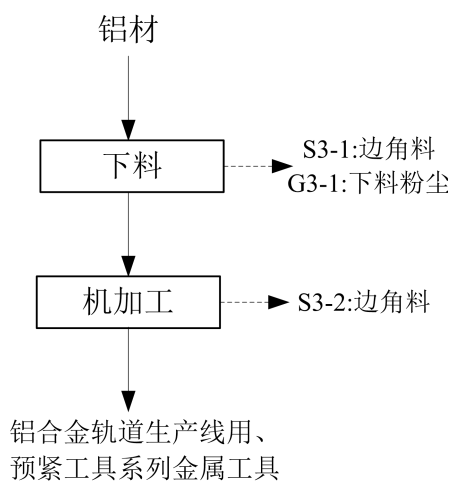 铝材
下料
S3-1:边角料
G3-1:下料粉尘
机加工
S3-2:边角料
铝合金轨道生产线用、
预紧工具系列金属工具